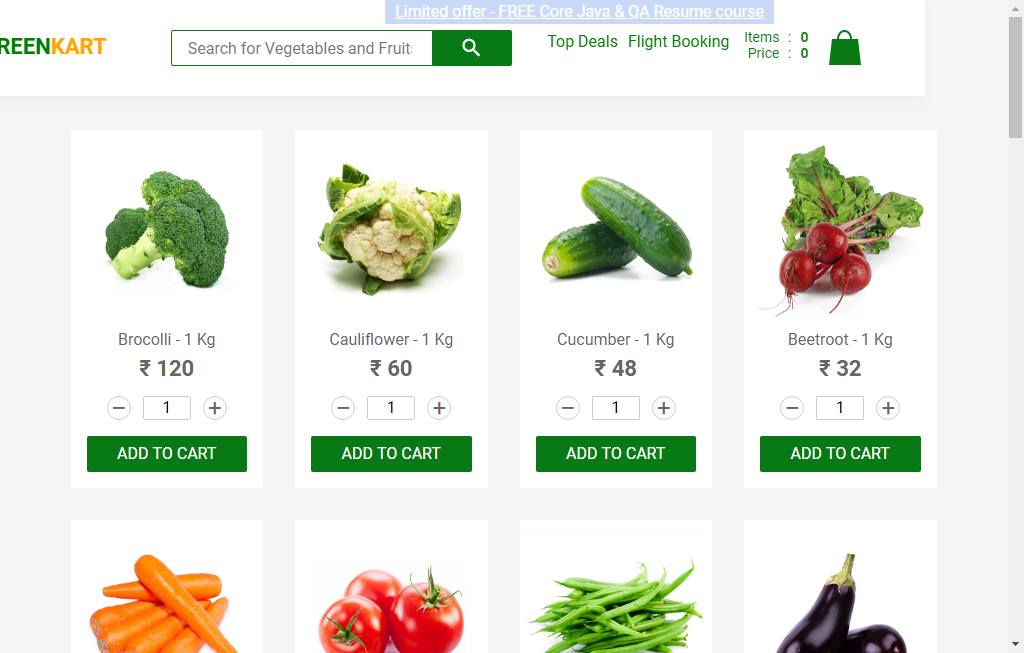 Limited offer - FREE Core Java & QA Resume course
REENKART
Search for Vegetables and Fruit
Top Deals Flight Booking
Items : 0
Price : 0
Brocolli - 1 Kg
₹ 120
1
ADD TO CART
Cauliflower - 1 Kg
₹ 60
1
ADD TO CART
Cucumber - 1 Kg
₹ 48
1
ADD TO CART
Beetroot - 1 Kg
₹ 32
1
ADD TO CART